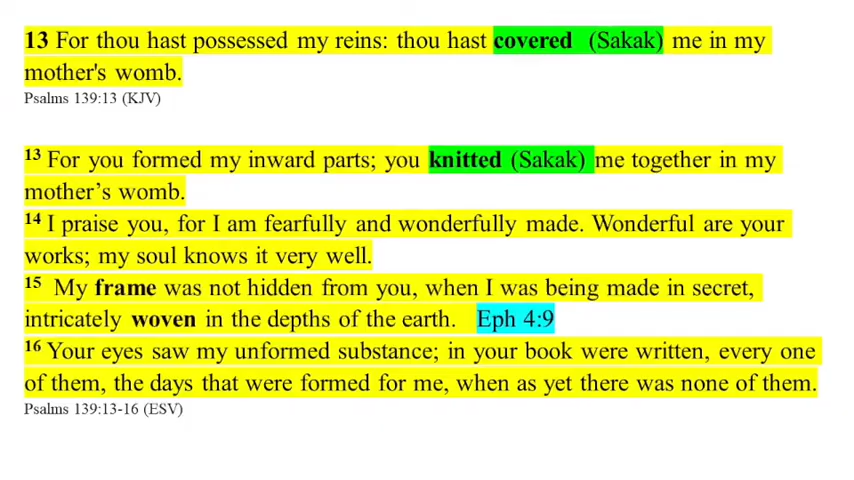 13 For thou hast possessed my reins: thou hast covered (Sakak) me in my
mother's womb.
Psalms 139:13 (KJV)
13 For you formed my inward parts; you knitted (Sakak) me together in my
mother’s womb.
14 I praise you, for I am fearfully and wonderfully made. Wonderful are your
works; my soul knows it very well.
15 My frame was not hidden from you, when I was being made in secret,
intricately woven in the depths of the earth. Eph 4:9
16 Your eyes saw my unformed substance; in your book were written, every one
of them, the days that were formed for me, when as yet there was none of them.
Psalms 139:13-16 (ESV)